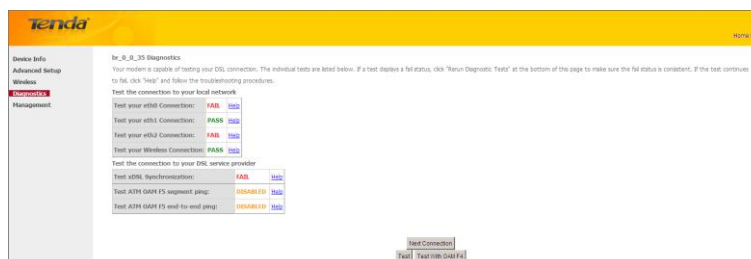 Tenda
Home
Device Info
Advanced Setup
Wireless
Diagnostics
Management
br_0_0_35 Diagnostics
Your modem is capable of testing your DSL connection. The individual tests are listed below. If a test displays a fail status, click "Rerun Diagnostic Tests" at the bottom of this page to make sure the fail status is consistent. If the test continues
to fail, click "Help" and follow the troubleshooting procedures.
Test the connection to your local network
Test your eth0 Connection: FAIL Help
Test your eth1 Connection: PASS Help
Test your eth2 Connection: FAIL Help
Test your Wireless Connection: PASS Help
Test the connection to your DSL service provider
Test xDSL Synchronization: FAIL Help
Test ATM OAM F5 segment ping: DISABLED Help
Test ATM OAM F5 end-to-end ping: DISABLED Help
Next Connection
Test Test With OAM F4